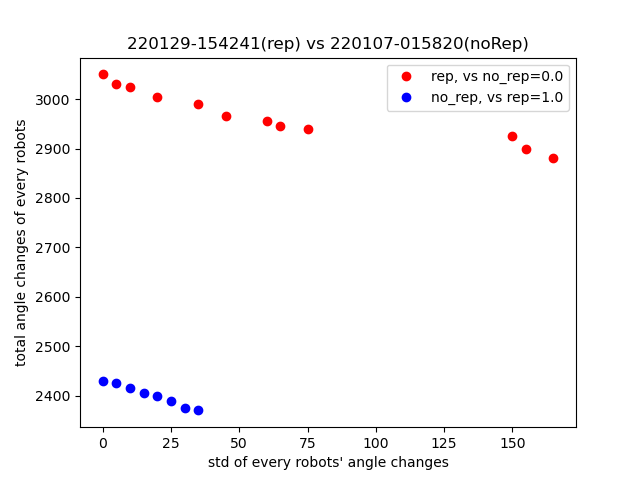 220129-154241(rep) vs 220107-015820(noRep)
rep, vs no_rep=0.0
no_rep, vs rep=1.0
total angle changes of every robots
3000
2900
2800
2700
2600
2500
2400
0 25 50 75 100 125 150
std of every robots' angle changes